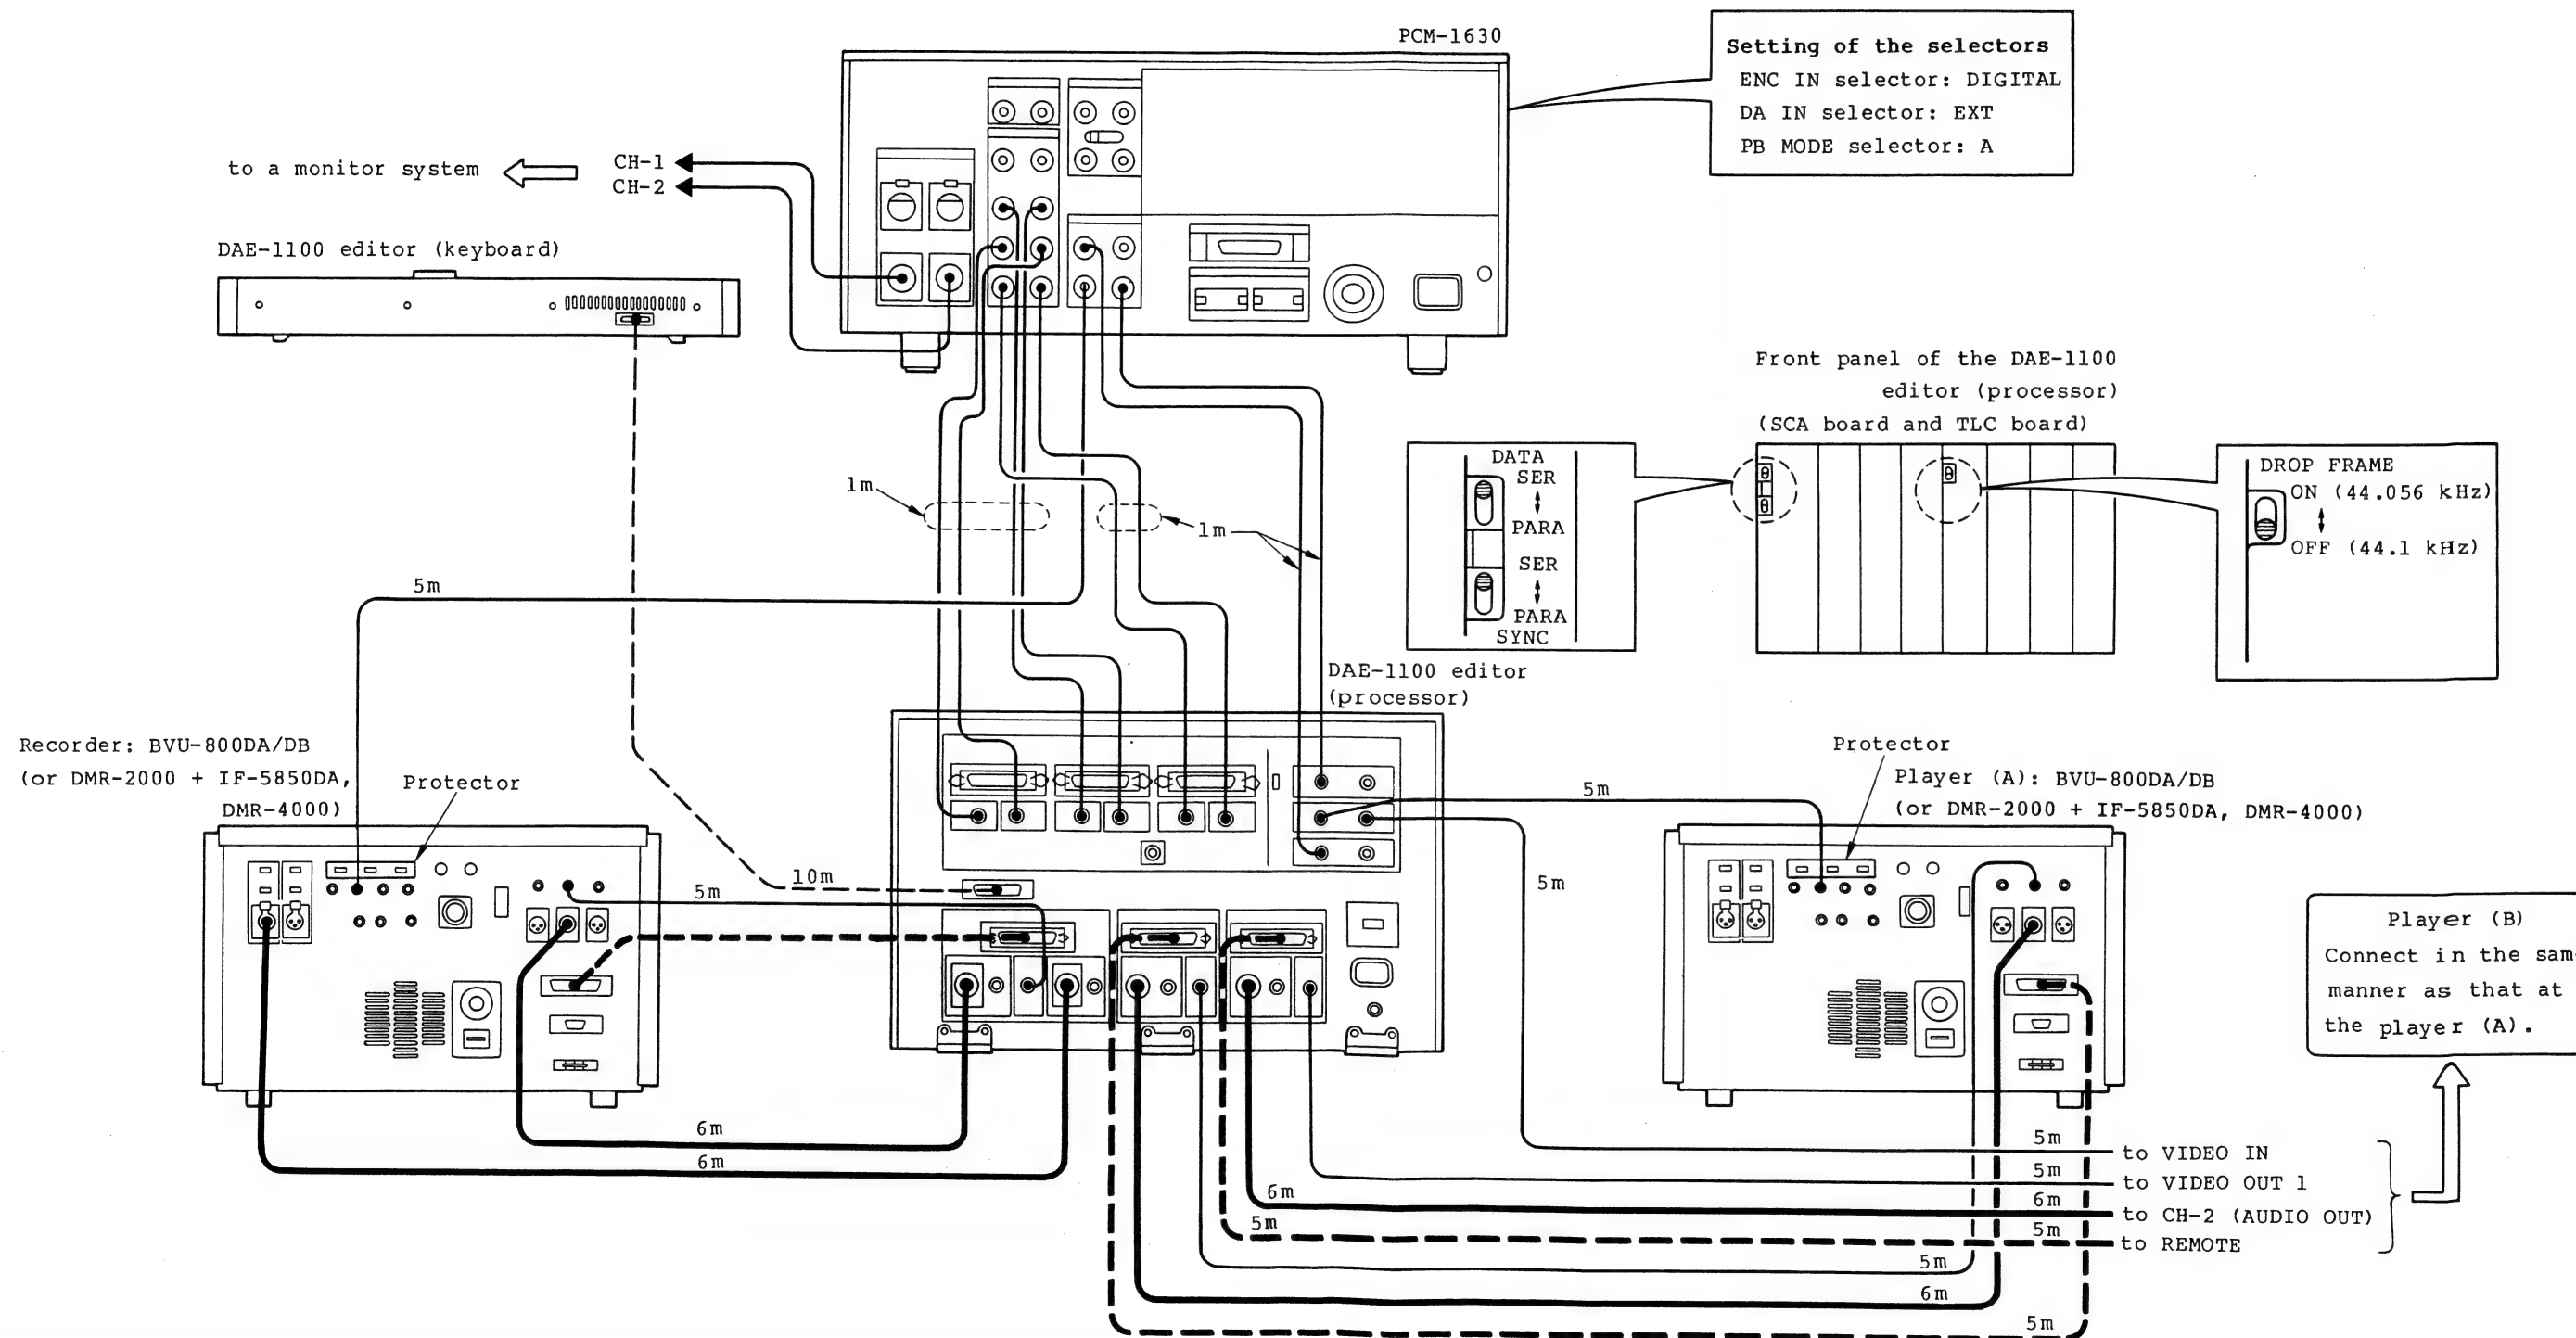 PCM-1630
Setting of the selectors
ENC IN selector: DIGITAL
DA IN selector: EXT
PB MODE selector: A
to a monitor system
CH-1
CH-2
DAE-1100 editor (keyboard)
Front panel of the DAE-1100
editor (processor)
(SCA board and TLC board)
DATA
SER
PARA
SER
PARA
SYNC
DROP FRAME
ON (44.056 kHz)
OFF (44.1 kHz)
1m
1m
5m
DAE-1100 editor
(processor)
Recorder: BVU-800DA/DB
(or DMR-2000 + IF-5850DA,
DMR-4000)
Protector
Protector
Player (A): BVU-800DA/DB
(or DMR-2000 + IF-5850DA, DMR-4000)
5m
10m
5m
5m
Player (B)
Connect in the sam
manner as that at
the player (A).
6m
6m
5m
to VIDEO IN
5m
to VIDEO OUT 1
6m
6m
to CH-2 (AUDIO OUT)
5m
5m
to REMOTE
5m
6m
5m